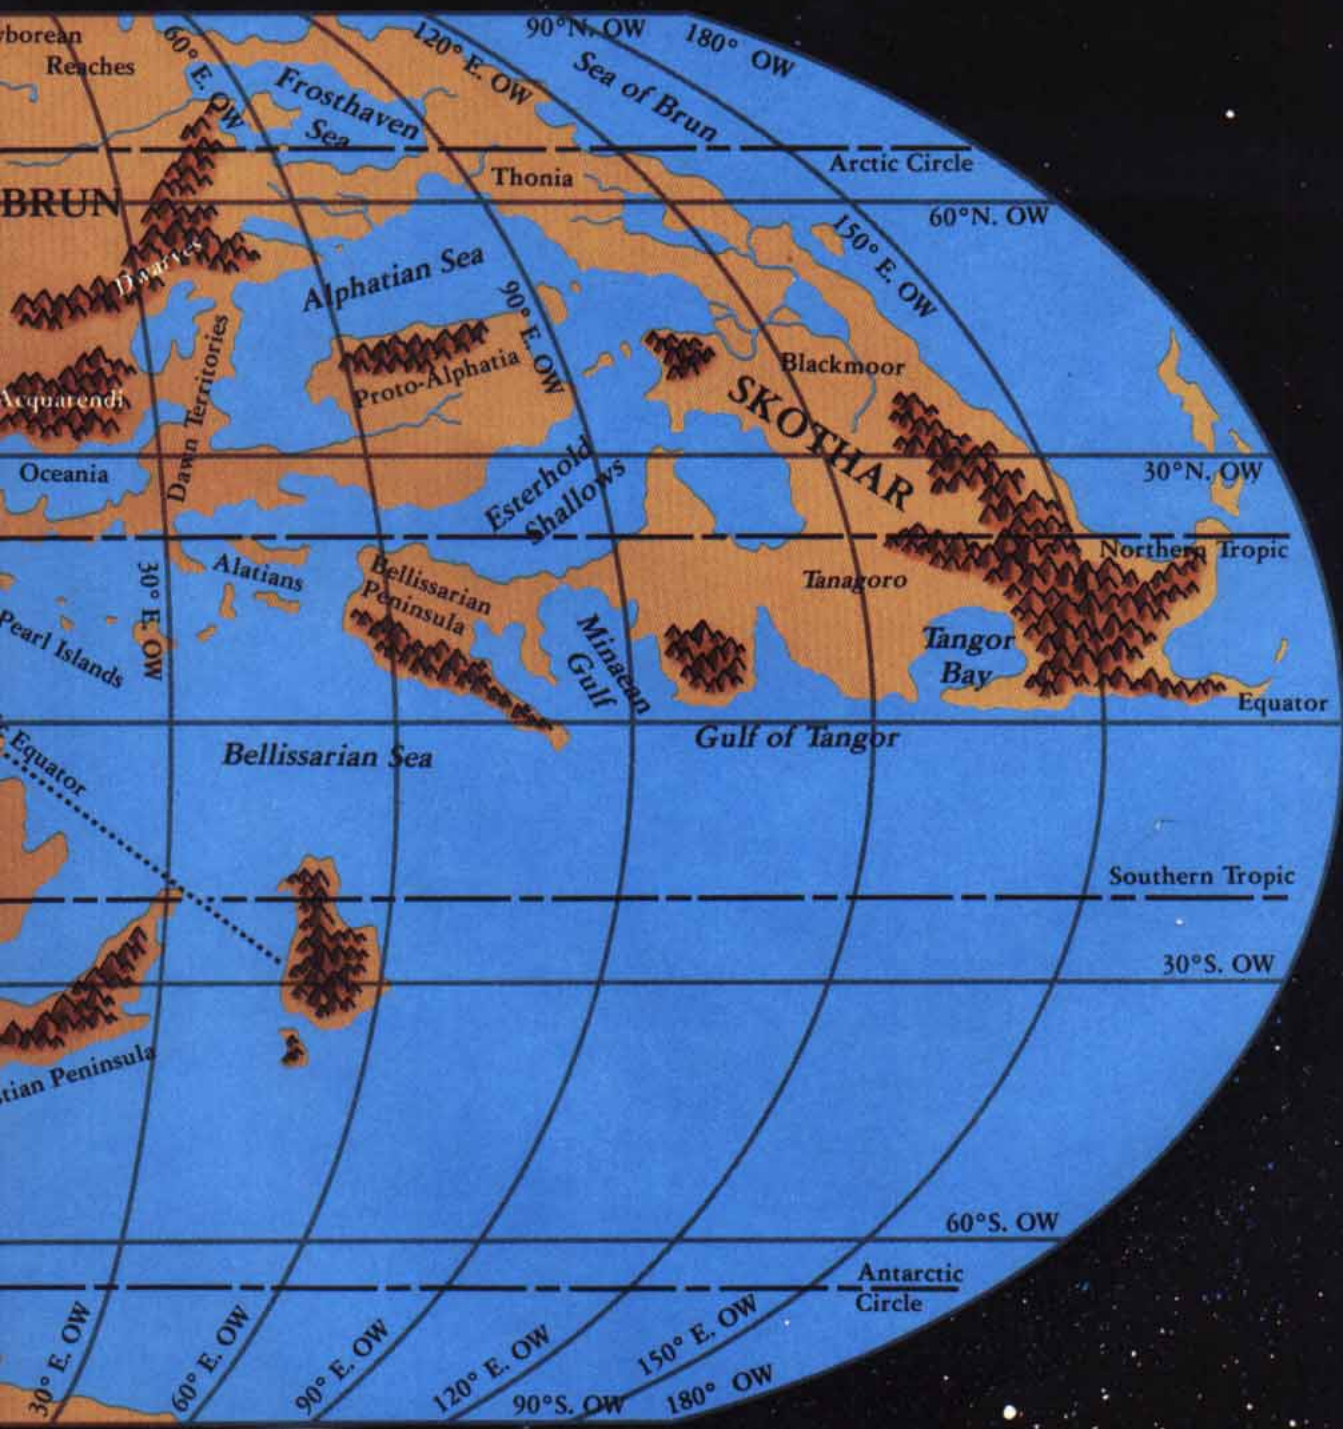 yborean
Reaches
60° E. OW
Frosthaven
Sea
120° E. OW
90°N. OW
180° OW
Sea of Brun
Arctic Circle
Thonia
BRUN
60°N. OW
150° E. OW
Dwarves
Alphatian Sea
90° E. OW
Proto-Alphatia
Dawn Territories
Blackmoor
SKOTHAR
Acquarendi
Oceania
Esterhold
Shallows
30°N. OW
Northern Tropic
30° E. OW
Alatians
Bellissarian
Peninsula
Tanagoro
Pearl Islands
Minaean
Gulf
Tangor
Bay
Equator
Gulf of Tangor
Bellissarian Sea
Equator
Southern Tropic
30°S. OW
tian Peninsula
60°S. OW
Antarctic
Circle
30° E. OW
60° E. OW
90° E. OW
120° E. OW
150° E. OW
90°S. OW
180° OW